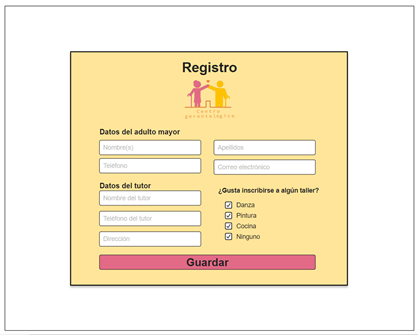 Registro
Centro
gerontológico
Datos del adulto mayor
Nombre(s)
Apellidos
Teléfono
Correo electrónico
Datos del tutor
¿Gusta inscribirse a algún taller?
Nombre del tutor
Danza
Teléfono del tutor
Pintura
Cocina
Dirección
Ninguno
Guardar